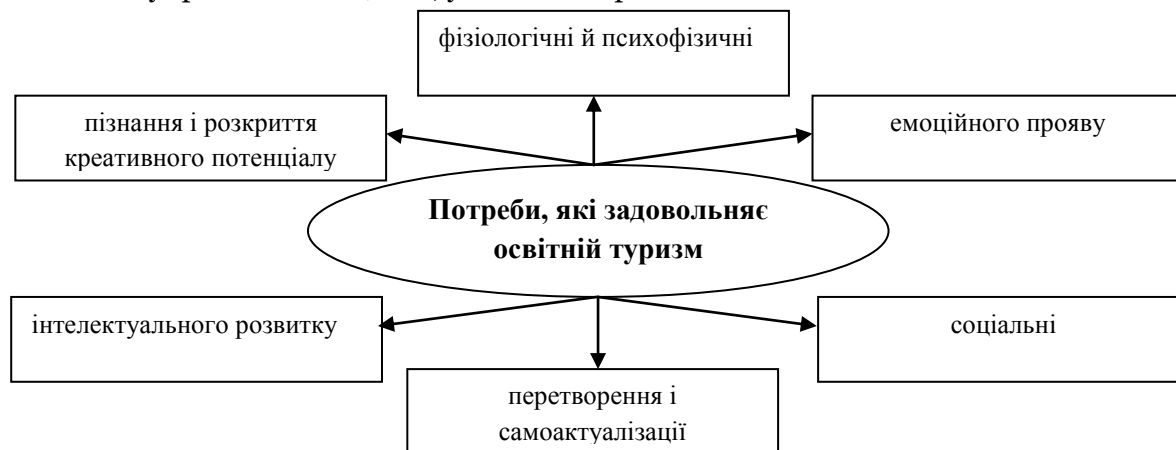 фізіологічні й психофізичні
пізнання і розкриття
креативного потенціалу
емоційного прояву
Потреби, які задовольняє
освітній туризм
інтелектуального розвитку
соціальні
перетворення і
самоактуалізації